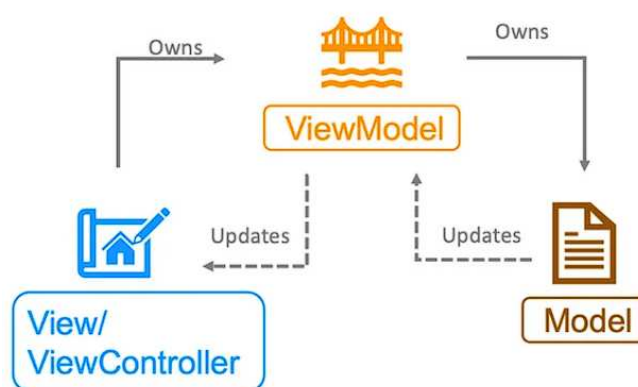 Owns
Owns
ViewModel
Updates
Updates
View/
ViewController
Model